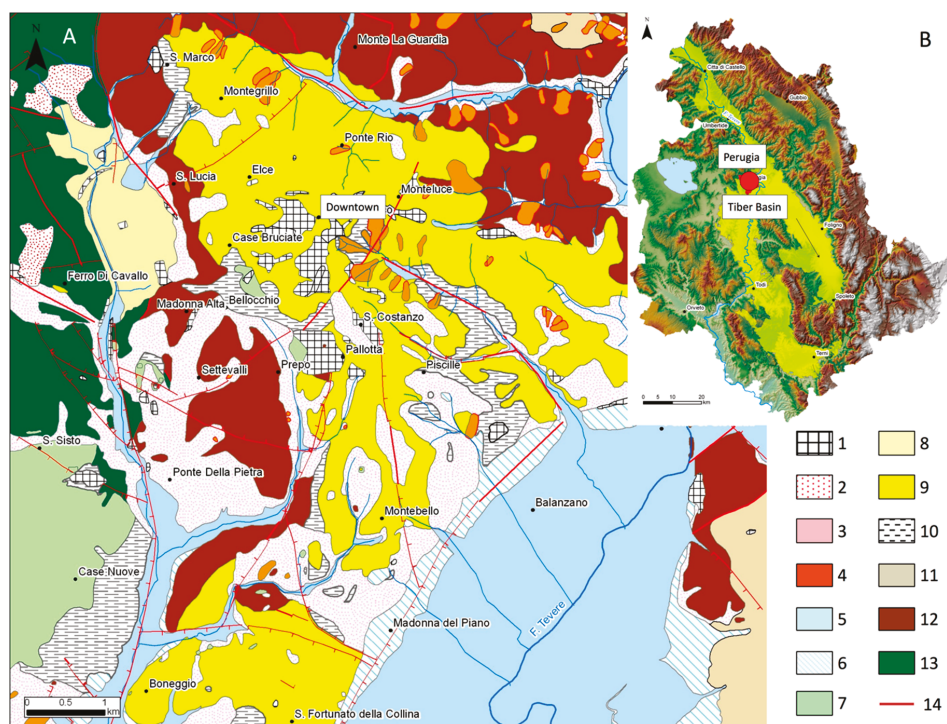 N
A
Monte La Guardia
S. Marco
Montegrillo
Ponte Rio
Elce
S. Lucia
Monteluce
Downtown
Case Bruciate
Ferro Di Cavallo
Bellocchio
Madonna Alta
S. Costanzo
Pallotta
Settevalli
Prepo
Piscille
S. Sisto
Ponte Della Pietra
Balanzano
Montebello
Case Nuove
F. Tevere
Madonna del Piano
Boneggio
0 0.5 1
km
S. Fortunato della Collina
N
B
Città di Castello
Gubbio
Umbertide
Perugia
Tiber Basin
Foligno
Todi
Orvieto
Spoleto
Terni
0 5 10 20
km
1 8
2 9
3 10
4 11
5 12
6 13
7 14